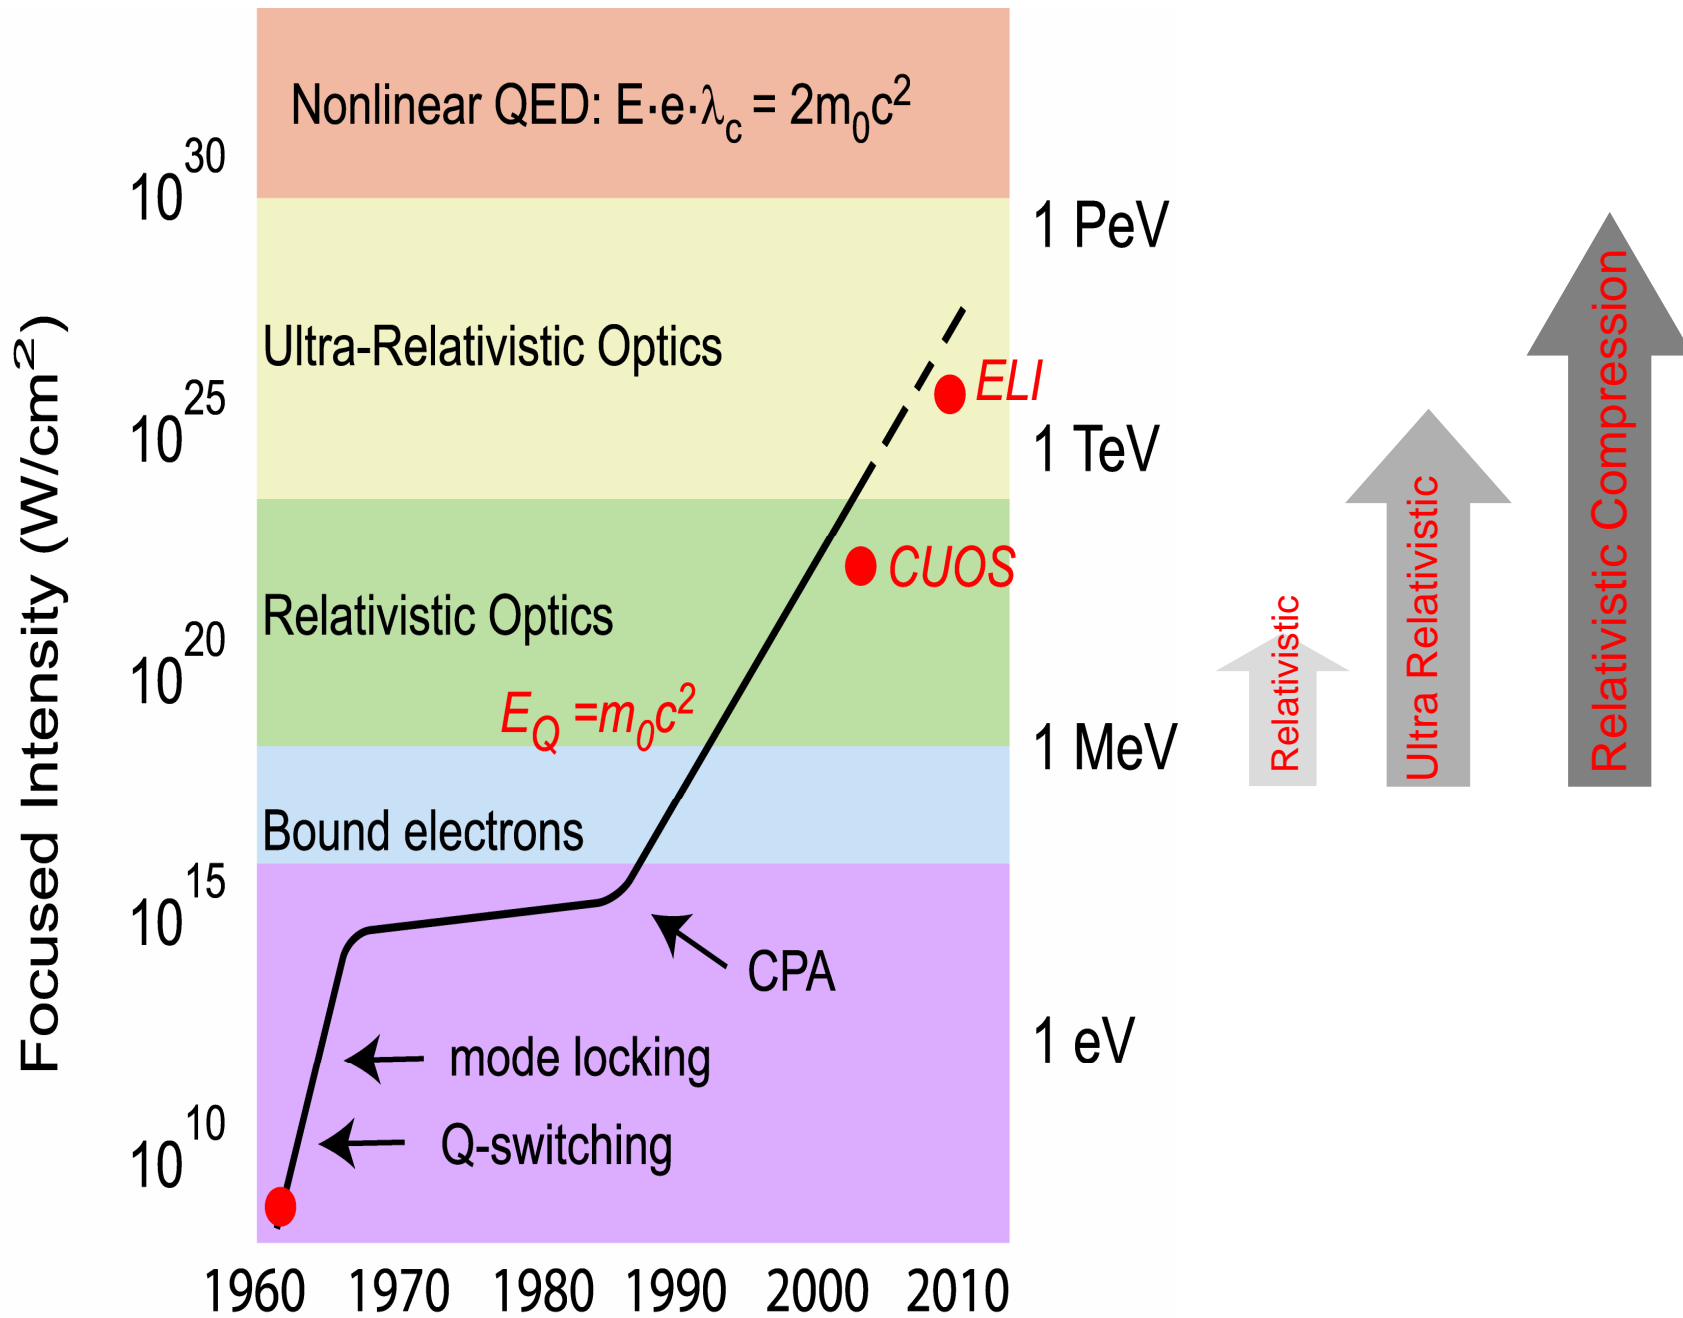 Nonlinear QED: E·e·λc = 2m0c²
10^30
1 PeV
Ultra-Relativistic Optics
ELI
10^25
1 TeV
CUOS
Relativistic Optics
10^20
EQ =m0c²
1 MeV
Bound electrons
10^15
CPA
1 eV
mode locking
10^10
Q-switching
1960 1970 1980 1990 2000 2010
Focused Intensity (W/cm²)
Relativistic
Ultra Relativistic
Relativistic Compression